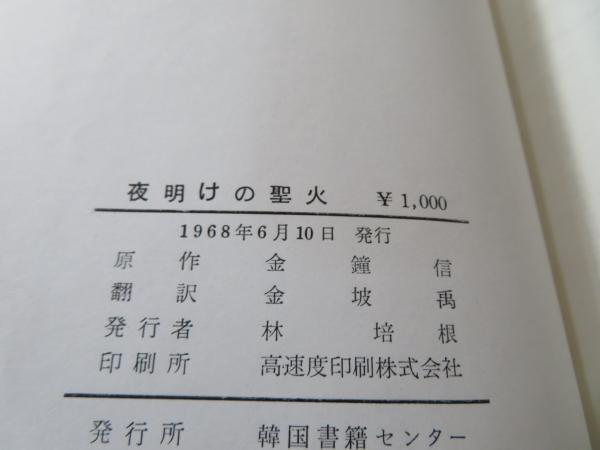 夜明けの聖火 ¥1,000
1968年6月10日 発行
原作 金鐘信
翻訳 金坡禹
発行者 林培根
印刷所 高速度印刷株式会社
発行所 韓国書籍センター